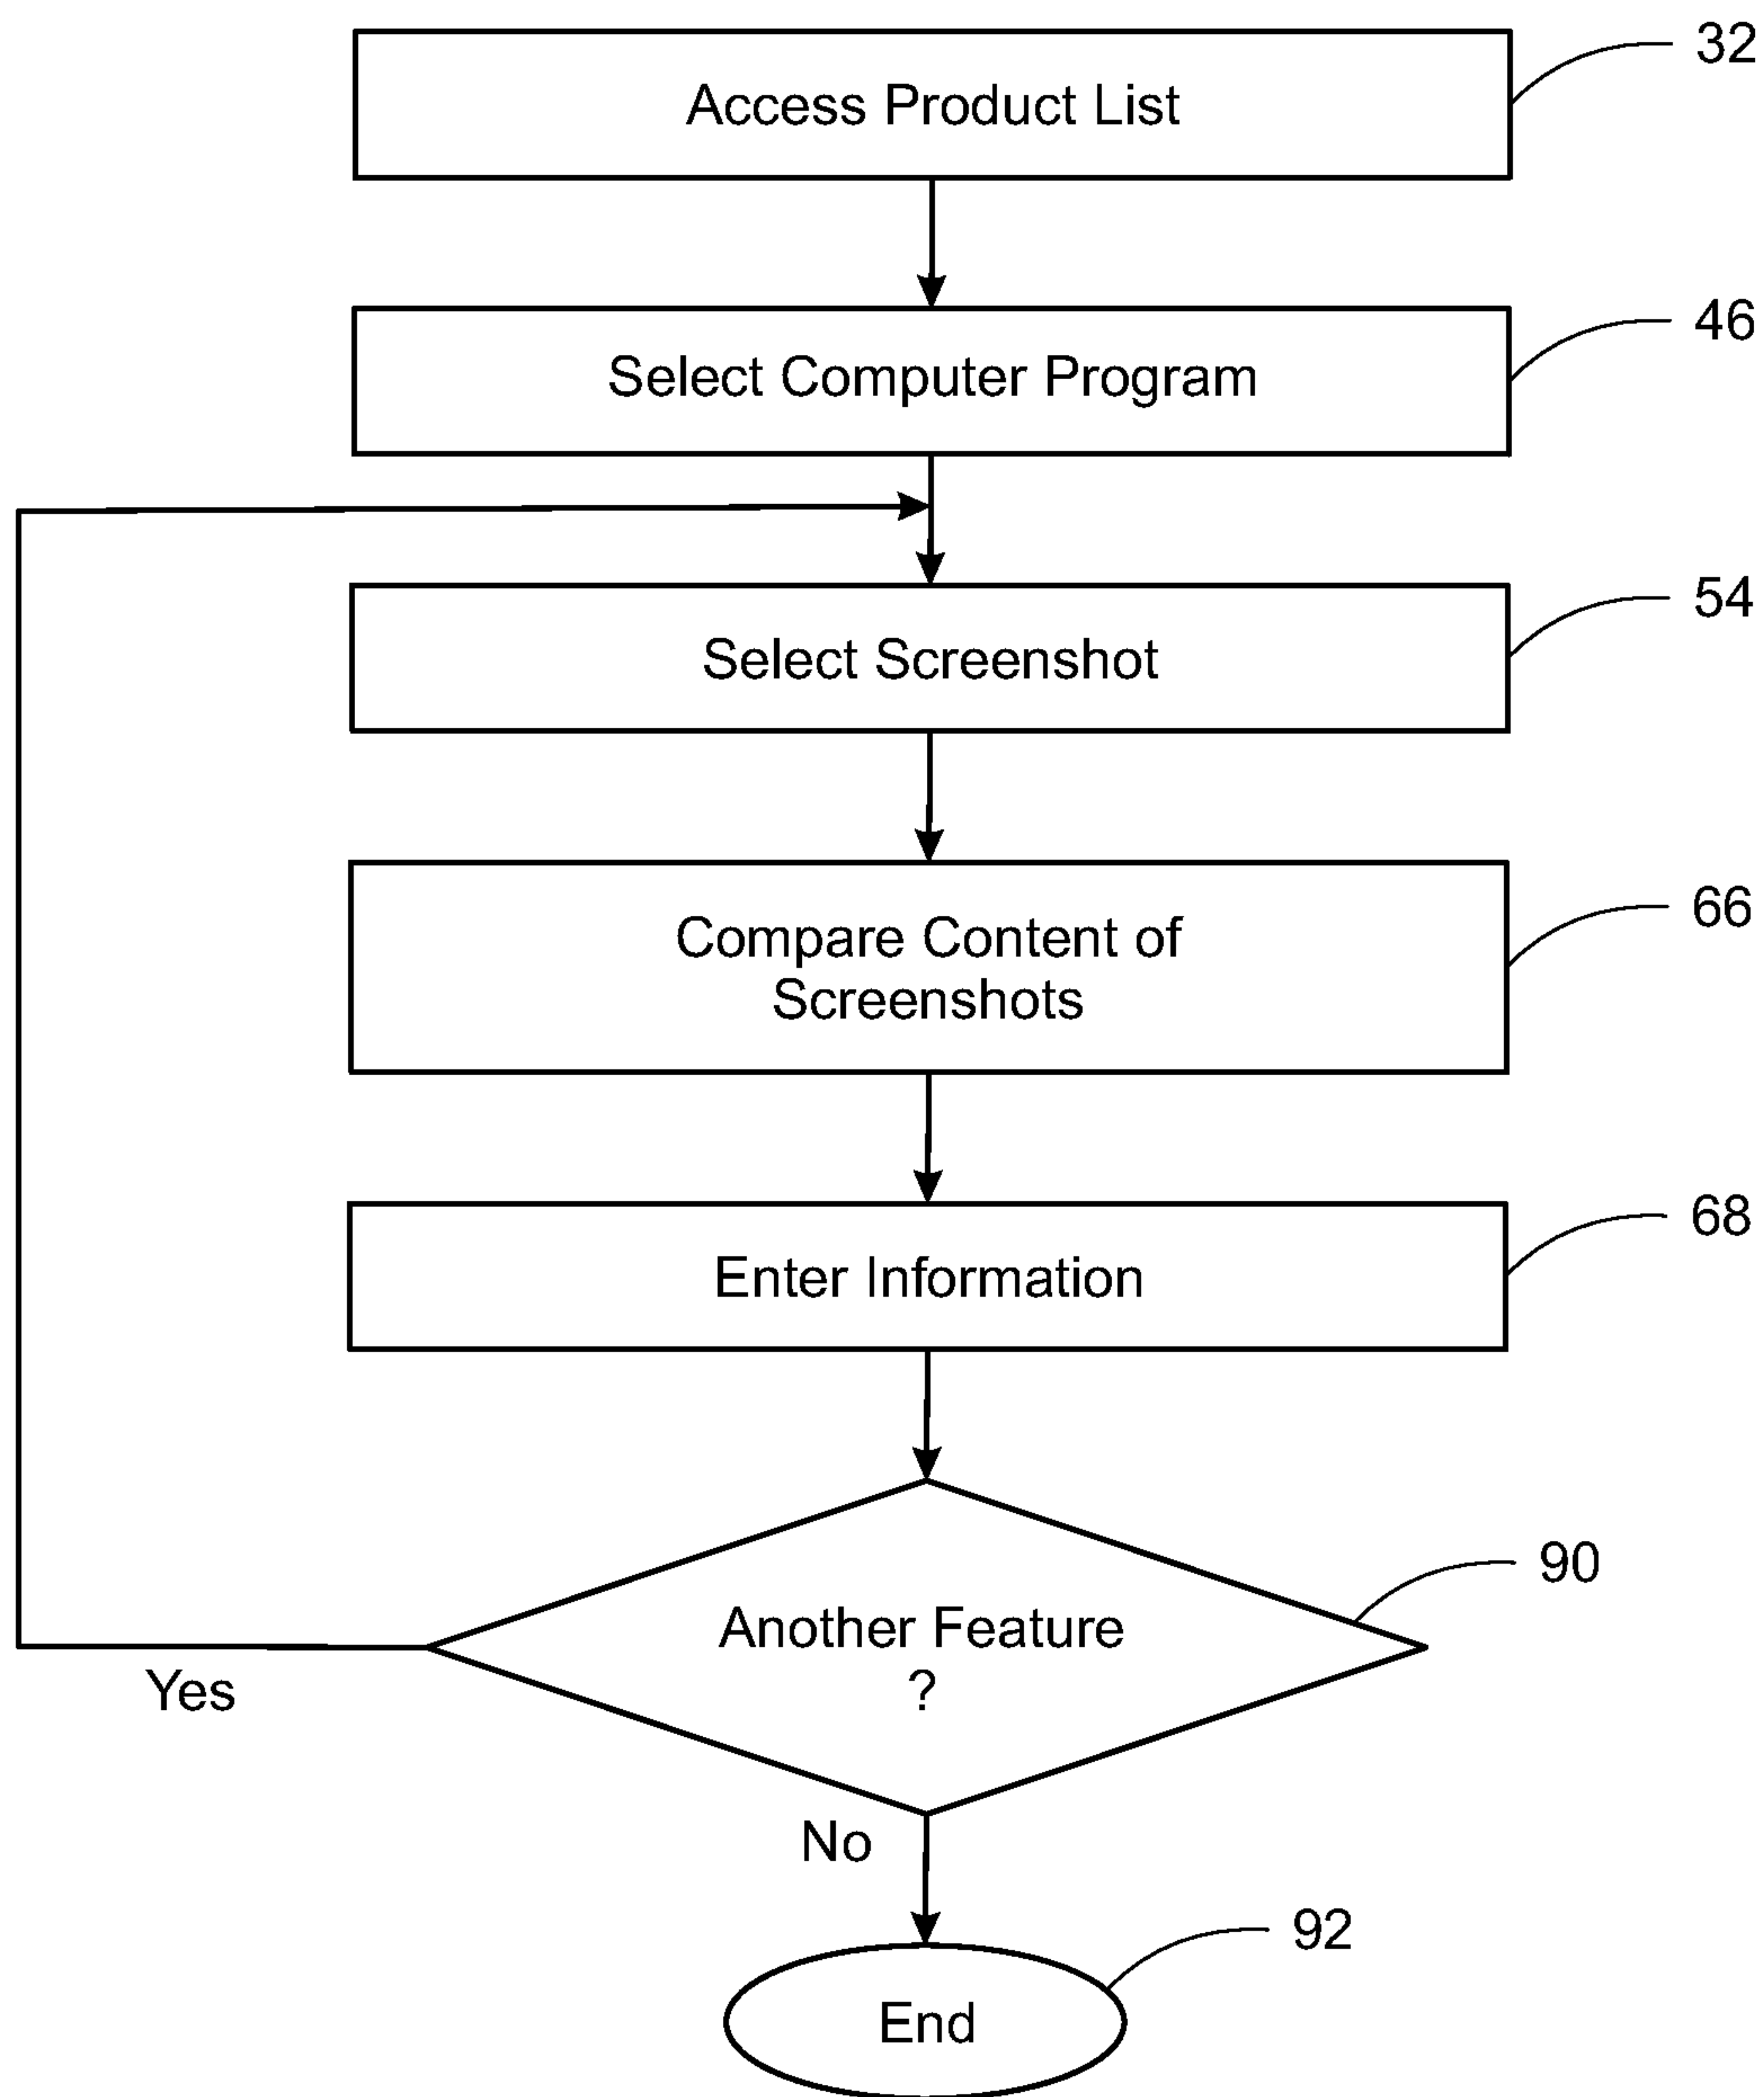 Access Product List
32
Select Computer Program
46
Select Screenshot
54
Compare Content of
Screenshots
66
Enter Information
68
Another Feature
?
90
Yes
No
End
92